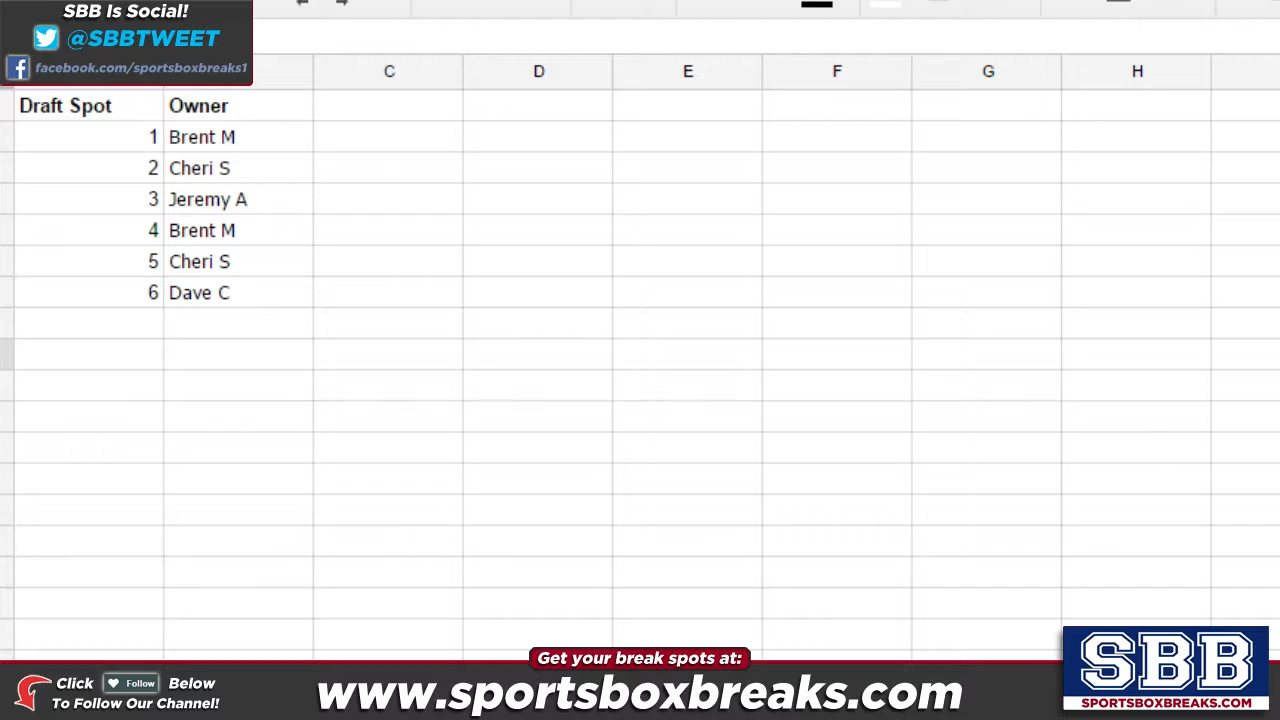 SBB Is Social!
@SBBTWEET
facebook.com/sportsboxbreaks1
C D E F G H
Draft Spot Owner
1 Brent M
2 Cheri S
3 Jeremy A
4 Brent M
5 Cheri S
6 Dave C
Get your break spots at:
Click Follow Below
To Follow Our Channel!
www.sportsboxbreaks.com
SBB
SPORTSBOXBREAKS.COM